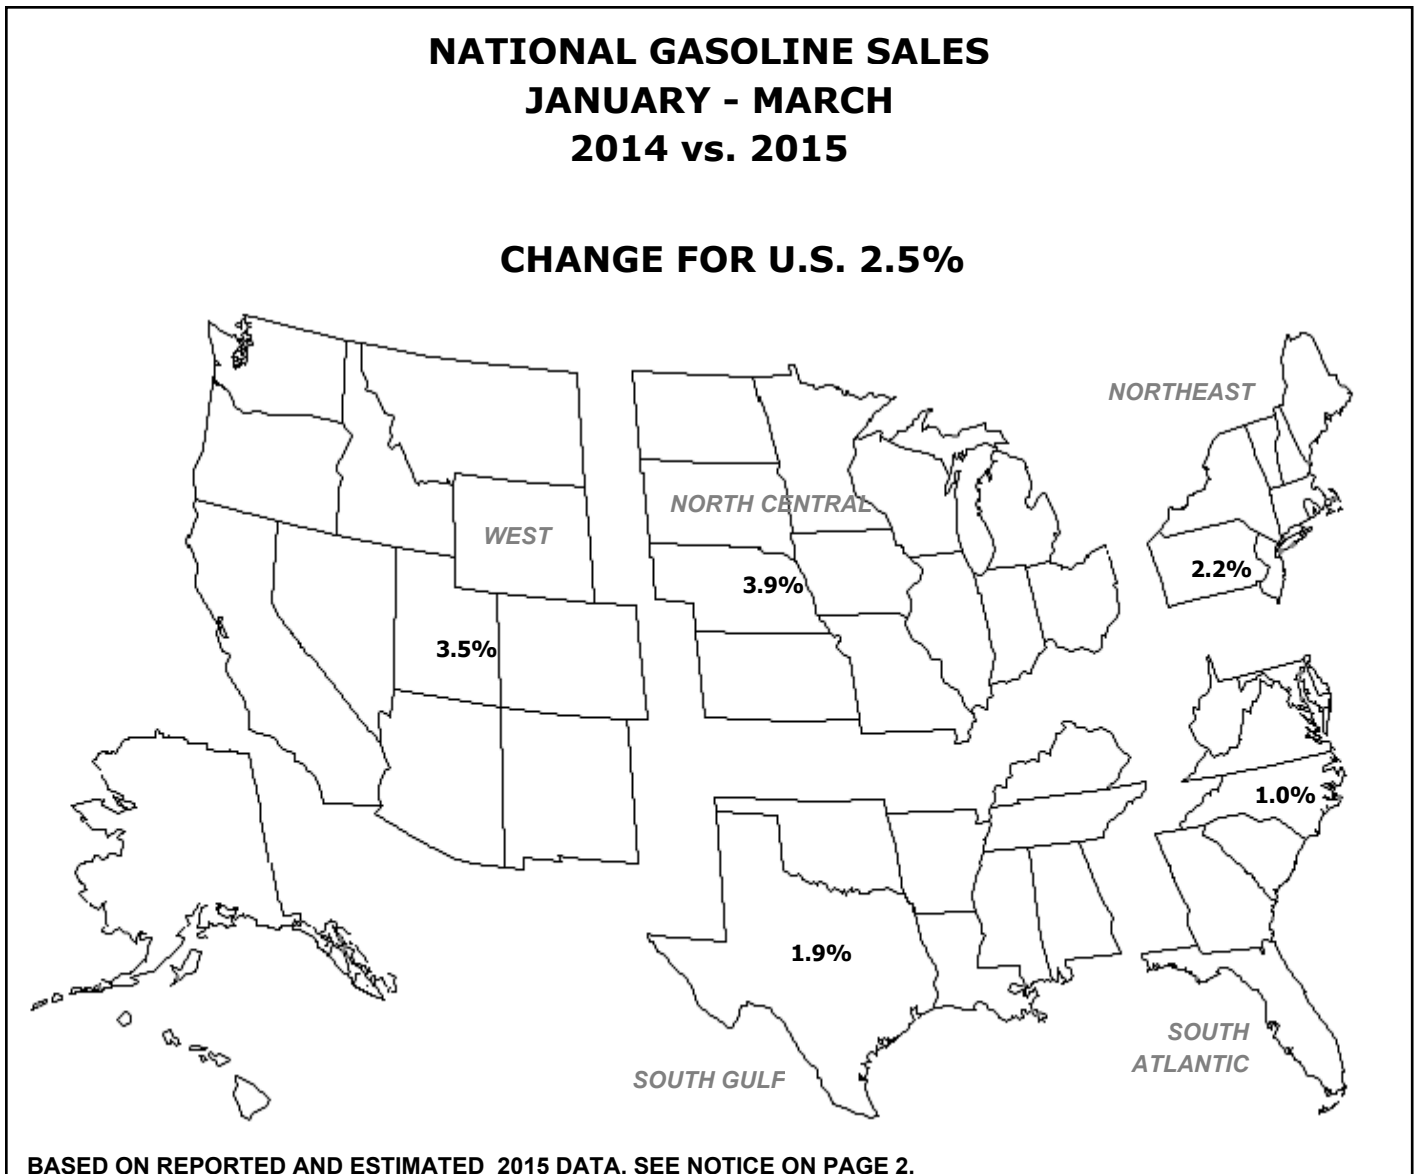 NATIONAL GASOLINE SALES
JANUARY - MARCH
2014 vs. 2015
CHANGE FOR U.S. 2.5%
NORTHEAST
NORTH CENTRAL
WEST
2.2%
3.9%
3.5%
1.0%
1.9%
SOUTH
ATLANTIC
SOUTH GULF
BASED ON REPORTED AND ESTIMATED 2015 DATA. SEE NOTICE ON PAGE 2.